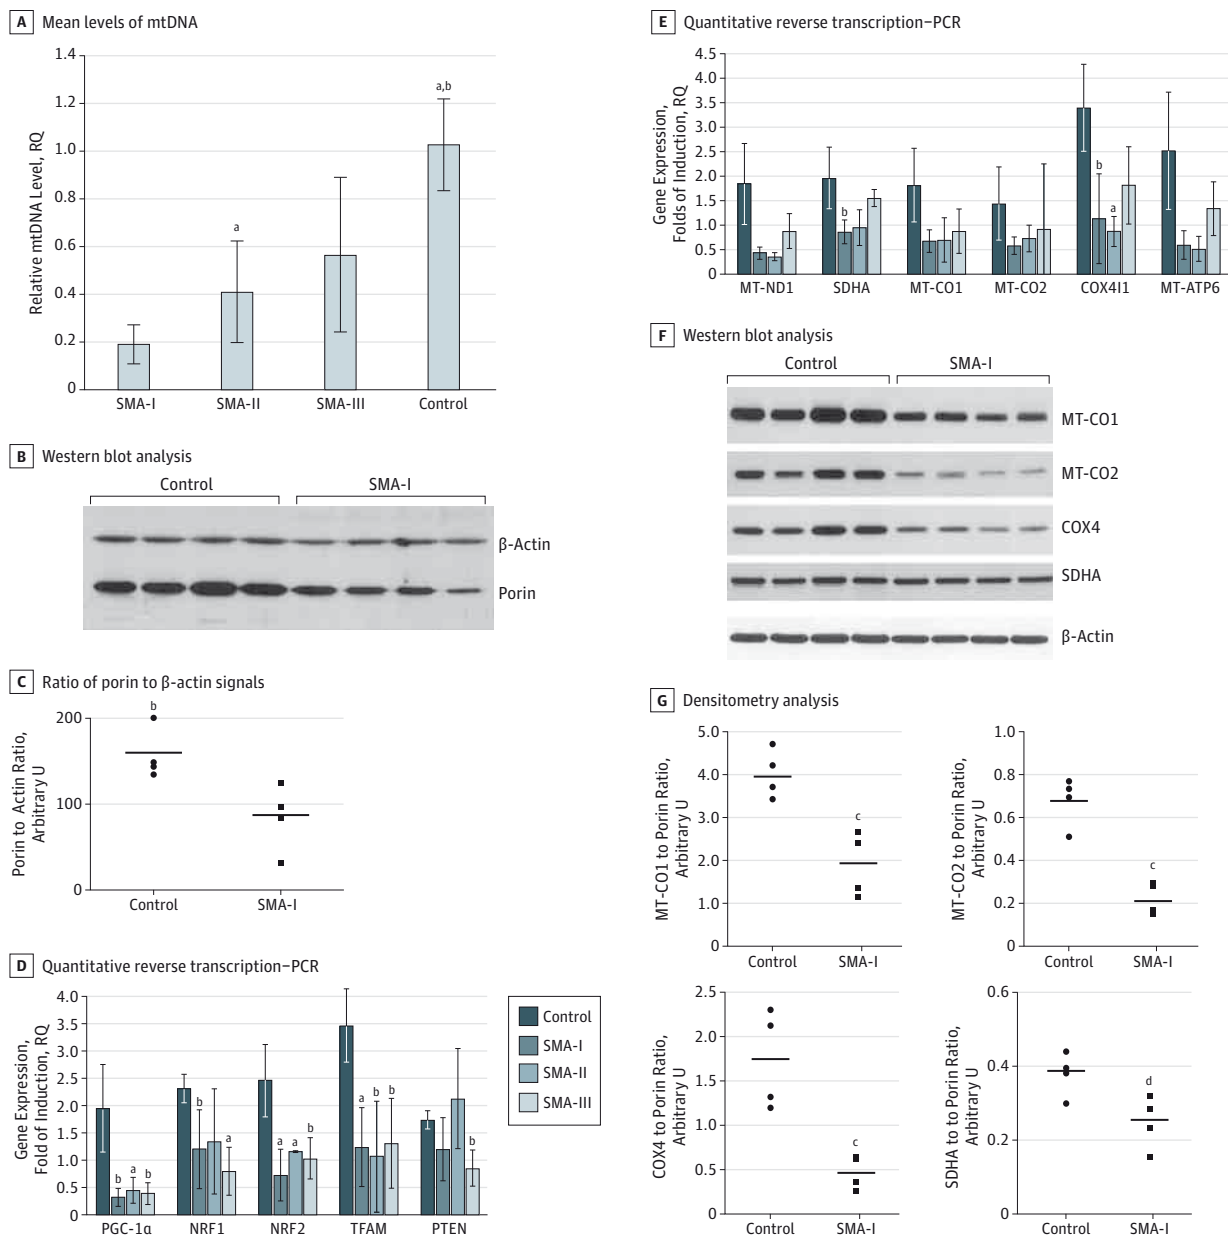 A Mean levels of mtDNA
Relative mtDNA Level, RQ
1.4
1.2
1.0
0.8
0.6
0.4
0.2
0
a
a,b
SMA-I SMA-II SMA-III Control
B Western blot analysis
Control SMA-I
β-Actin
Porin
C Ratio of porin to β-actin signals
Porin to Actin Ratio,
Arbitrary U
200
100
0
b
Control SMA-I
D Quantitative reverse transcription–PCR
Gene Expression,
Fold of Induction, RQ
4.0
3.5
3.0
2.5
2.0
1.5
1.0
0.5
0
b a b
b a
a a b
a b b
b
PGC-1α NRF1 NRF2 TFAM PTEN
Control
SMA-I
SMA-II
SMA-III
E Quantitative reverse transcription–PCR
Gene Expression,
Folds of Induction, RQ
4.5
4.0
3.5
3.0
2.5
2.0
1.5
1.0
0.5
0
b
b
a
MT-ND1 SDHA MT-CO1 MT-CO2 COX4I1 MT-ATP6
F Western blot analysis
Control SMA-I
MT-CO1
MT-CO2
COX4
SDHA
β-Actin
G Densitometry analysis
MT-CO1 to Porin Ratio,
Arbitrary U
5.0
4.0
3.0
2.0
1.0
0
c
Control SMA-I
MT-CO2 to Porin Ratio,
Arbitrary U
1.0
0.8
0.6
0.4
0.2
0
c
Control SMA-I
COX4 to Porin Ratio,
Arbitrary U
2.5
2.0
1.5
1.0
0.5
0
c
Control SMA-I
SDHA to to Porin Ratio,
Arbitrary U
0.6
0.4
0.2
0
d
Control SMA-I